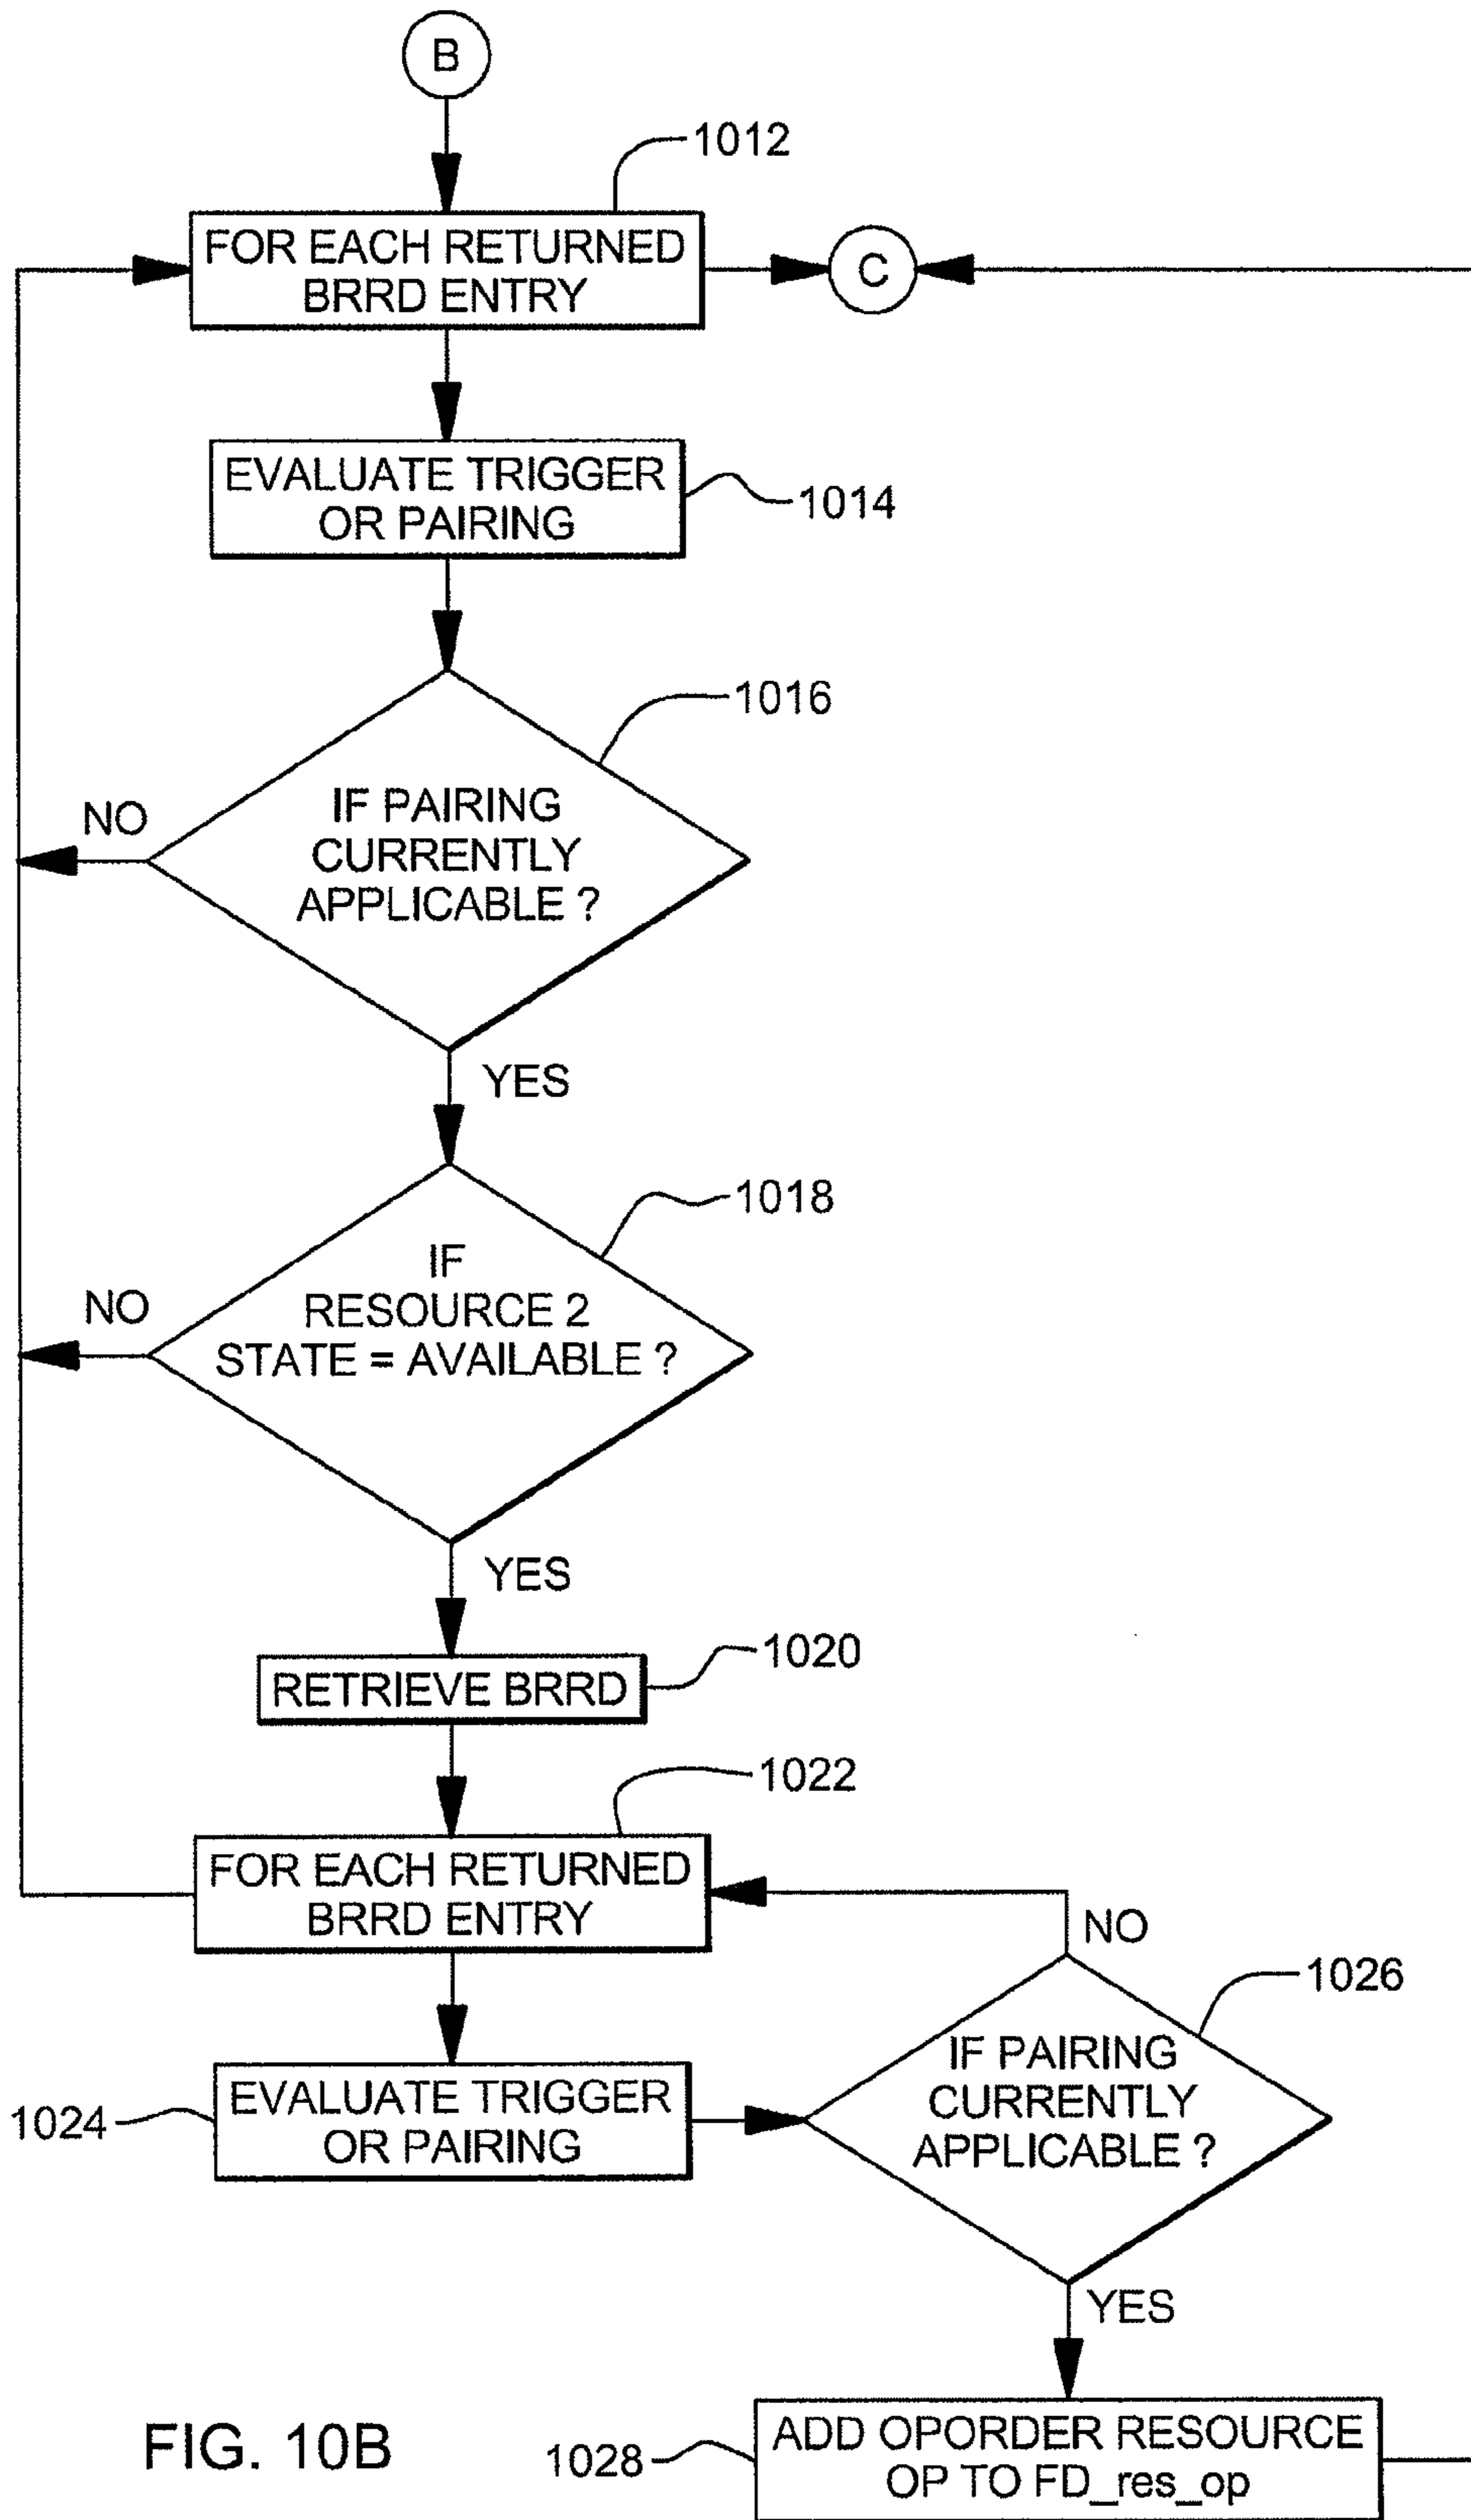 B
1012
FOR EACH RETURNED
BRRD ENTRY
C
EVALUATE TRIGGER
OR PAIRING
1014
1016
IF PAIRING
CURRENTLY
APPLICABLE ?
NO
YES
1018
IF
RESOURCE 2
STATE = AVAILABLE ?
NO
YES
1020
RETRIEVE BRRD
1022
FOR EACH RETURNED
BRRD ENTRY
NO
1026
IF PAIRING
CURRENTLY
APPLICABLE ?
1024
EVALUATE TRIGGER
OR PAIRING
YES
ADD OPORDER RESOURCE
OP TO FD_res_op
1028
FIG. 10B